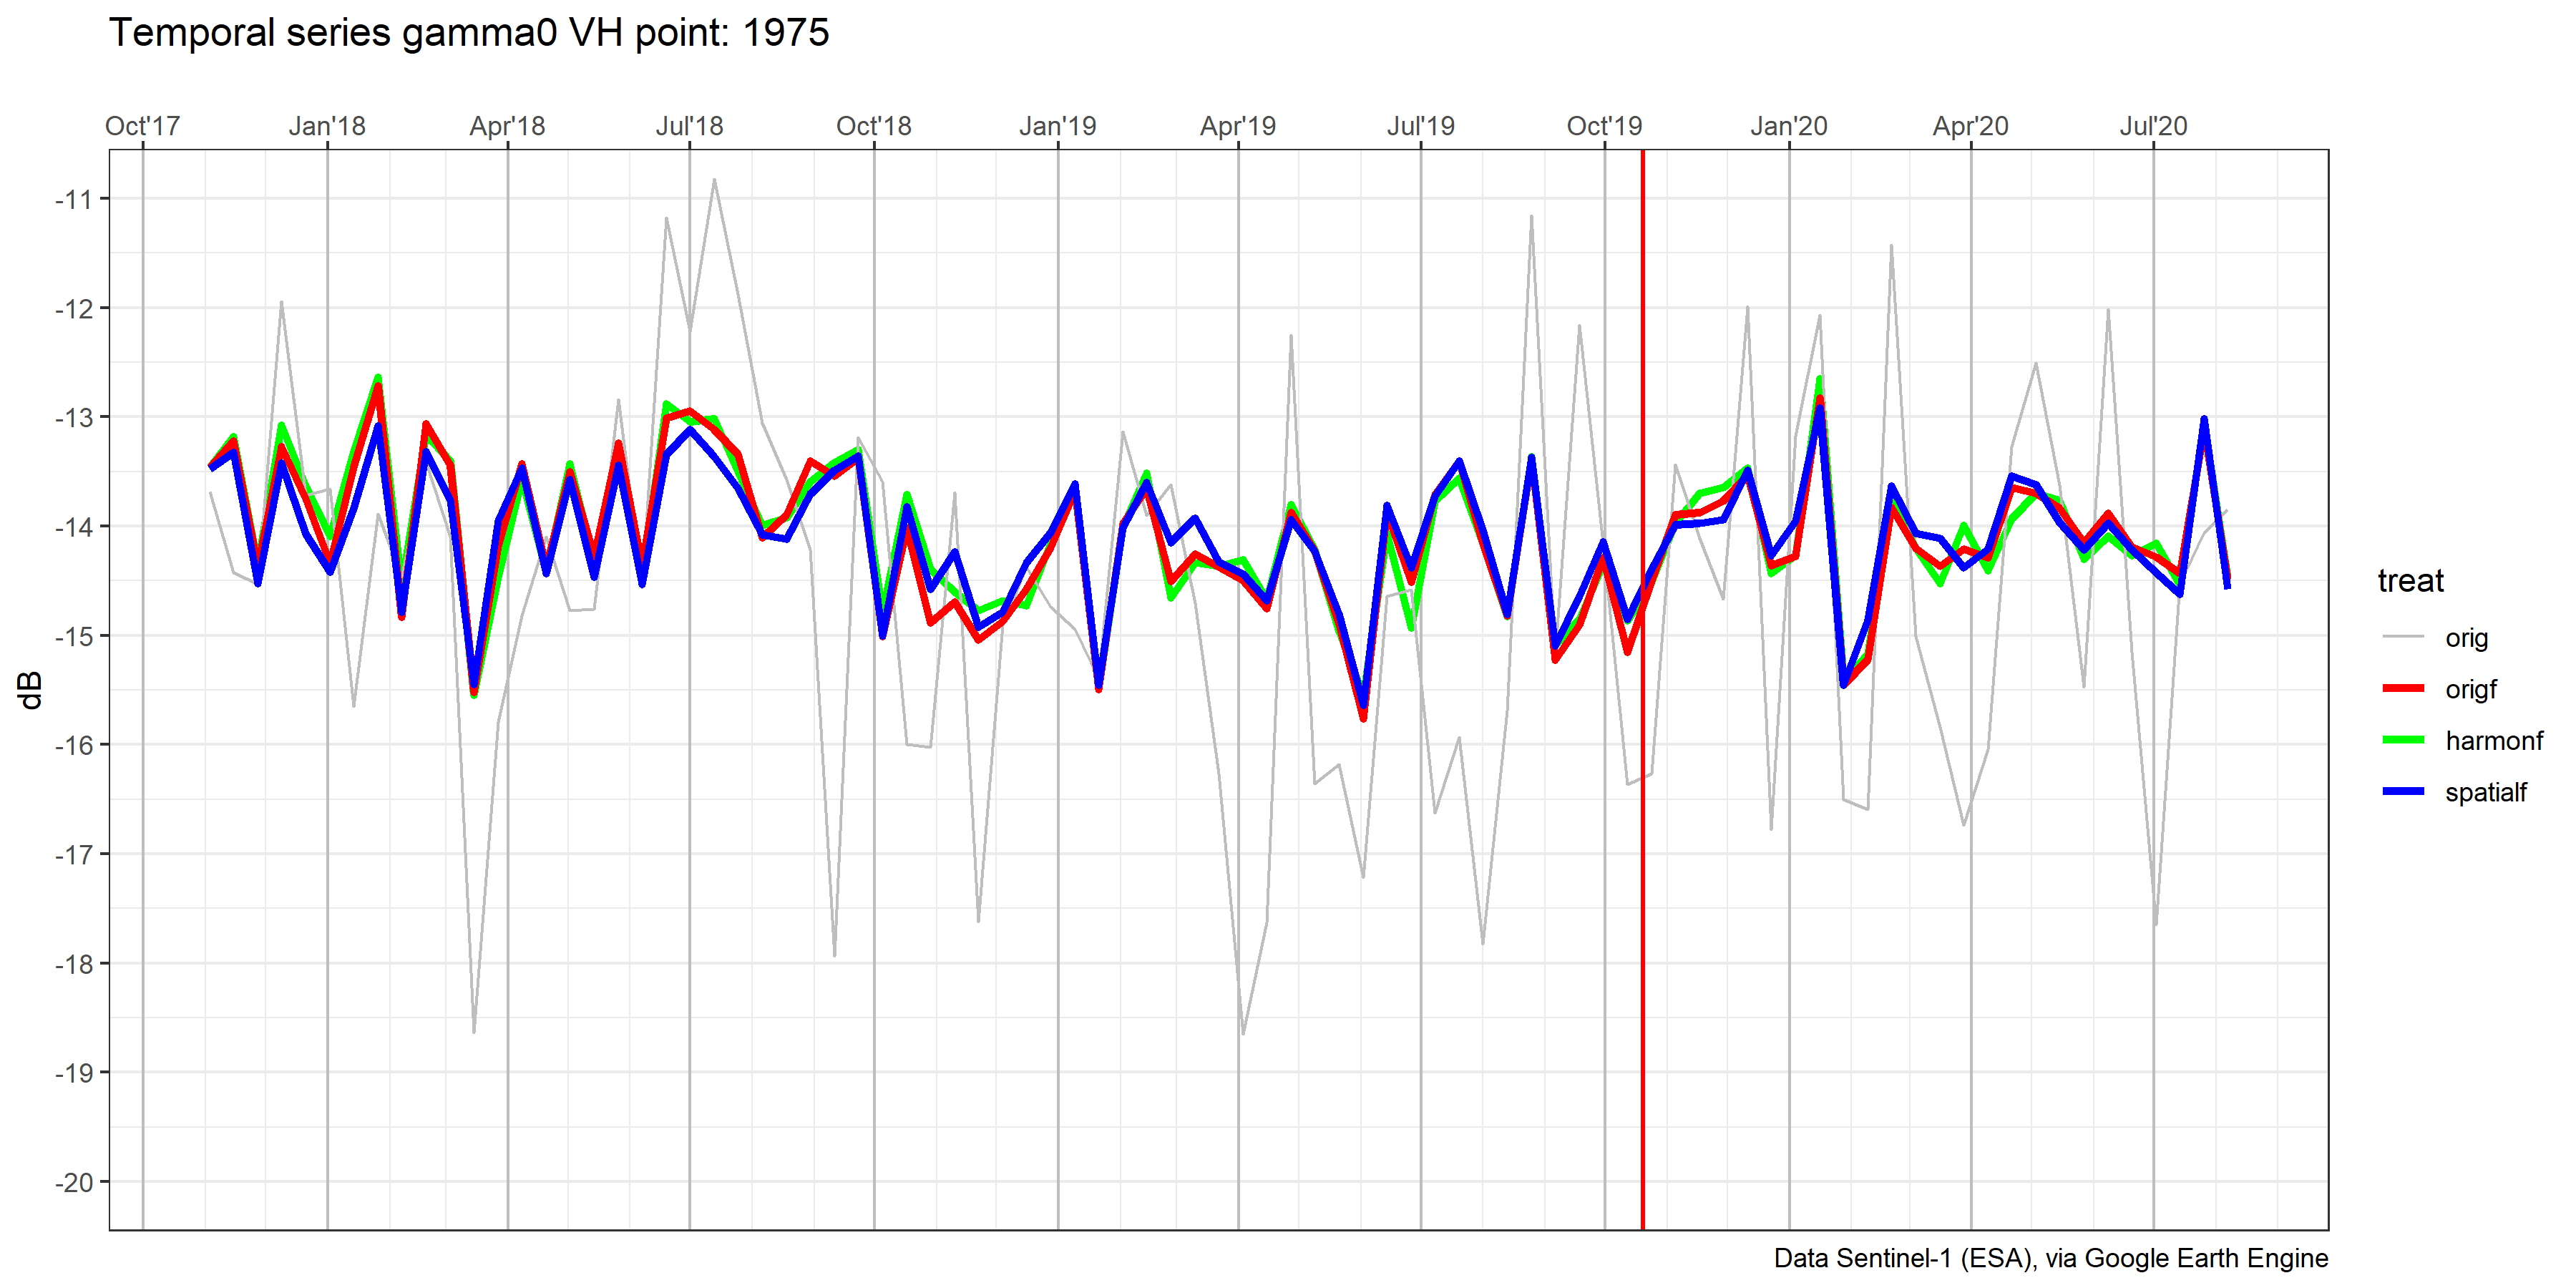 Temporal series gamma0 VH point: 1975
Oct'17 Jan'18 Apr'18 Jul'18 Oct'18 Jan'19 Apr'19 Jul'19 Oct'19 Jan'20 Apr'20 Jul'20
-11
-12
-13
-14
-15
-16
-17
-18
-19
-20
dB
treat
orig
origf
harmonf
spatialf
Data Sentinel-1 (ESA), via Google Earth Engine